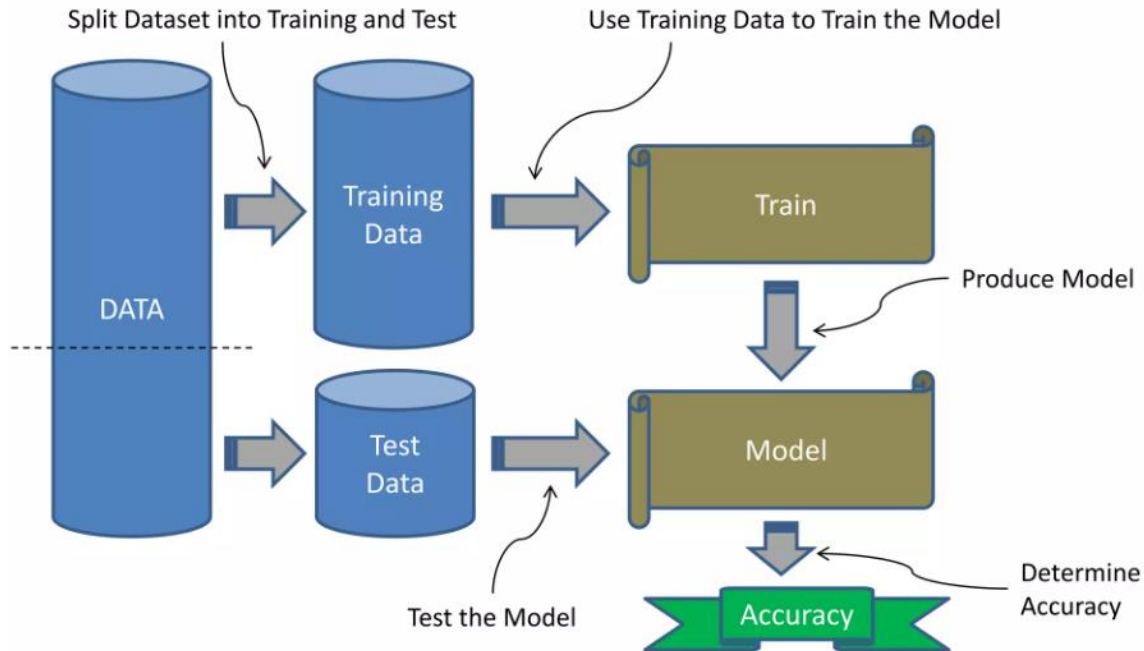 Split Dataset into Training and Test
Use Training Data to Train the Model
DATA
Training
Data
Train
Produce Model
Test
Data
Model
Test the Model
Accuracy
Determine
Accuracy